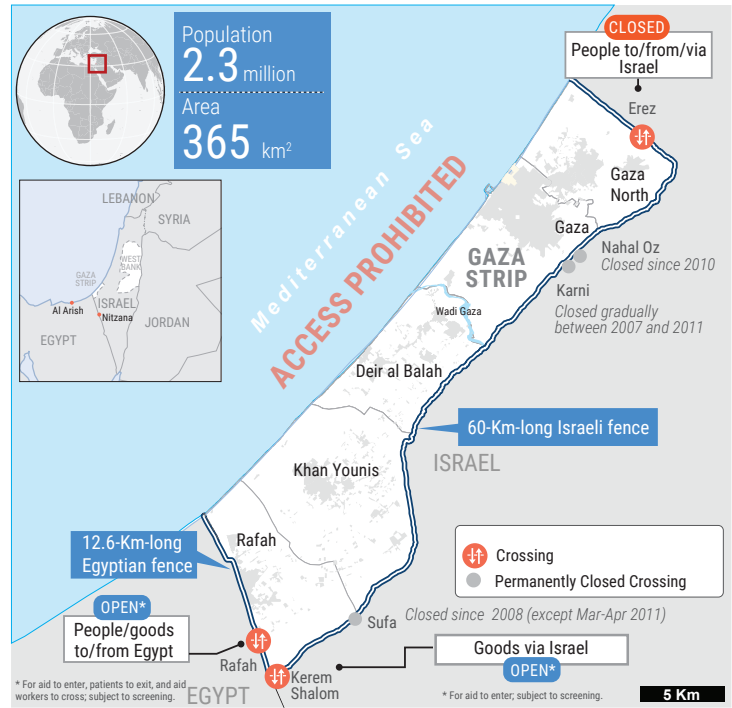 Population
2.3 million
Area
365 km²
CLOSED
People to/from/via
Israel
Erez
Gaza
North
Gaza
Nahal Oz
Closed since 2010
Karni
Closed gradually
between 2007 and 2011
GAZA
STRIP
Mediterranean Sea
ACCESS PROHIBITED
Wadi Gaza
LEBANON
SYRIA
WEST
BANK
GAZA
STRIP
ISRAEL
Al Arish
Nitzana
JORDAN
EGYPT
Deir al Balah
60-Km-long Israeli fence
ISRAEL
Khan Younis
12.6-Km-long
Egyptian fence
Rafah
Crossing
Permanently Closed Crossing
OPEN*
People/goods
to/from Egypt
Sufa
Closed since 2008 (except Mar-Apr 2011)
Goods via Israel
OPEN*
Rafah
Kerem
Shalom
* For aid to enter, patients to exit, and aid
workers to cross; subject to screening.
EGYPT
* For aid to enter; subject to screening.
5 Km